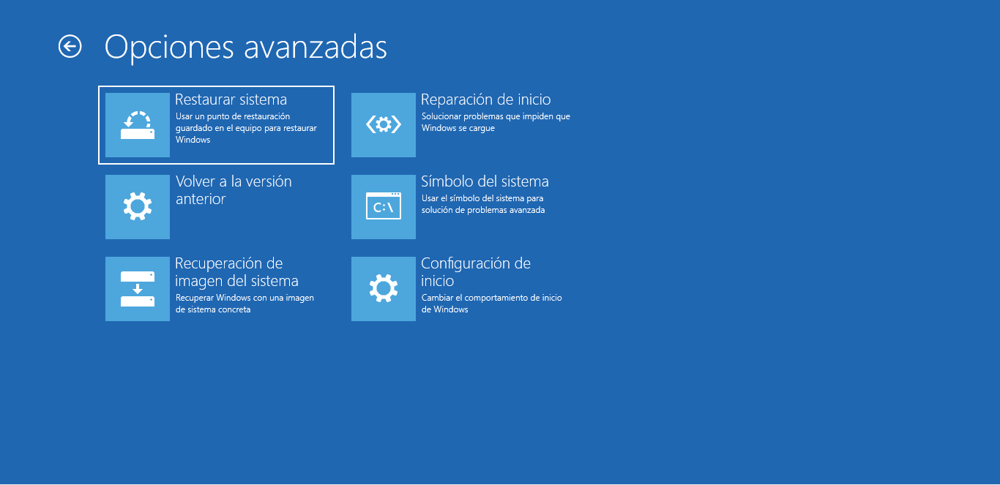 Opciones avanzadas
Restaurar sistema
Usar un punto de restauración
guardado en el equipo para restaurar
Windows
Reparación de inicio
Solucionar problemas que impiden que
Windows se cargue
Volver a la versión
anterior
Símbolo del sistema
Usar el símbolo del sistema para
solución de problemas avanzada
C:\
Recuperación de
imagen del sistema
Recuperar Windows con una imagen
de sistema concreta
Configuración de
inicio
Cambiar el comportamiento de inicio
de Windows